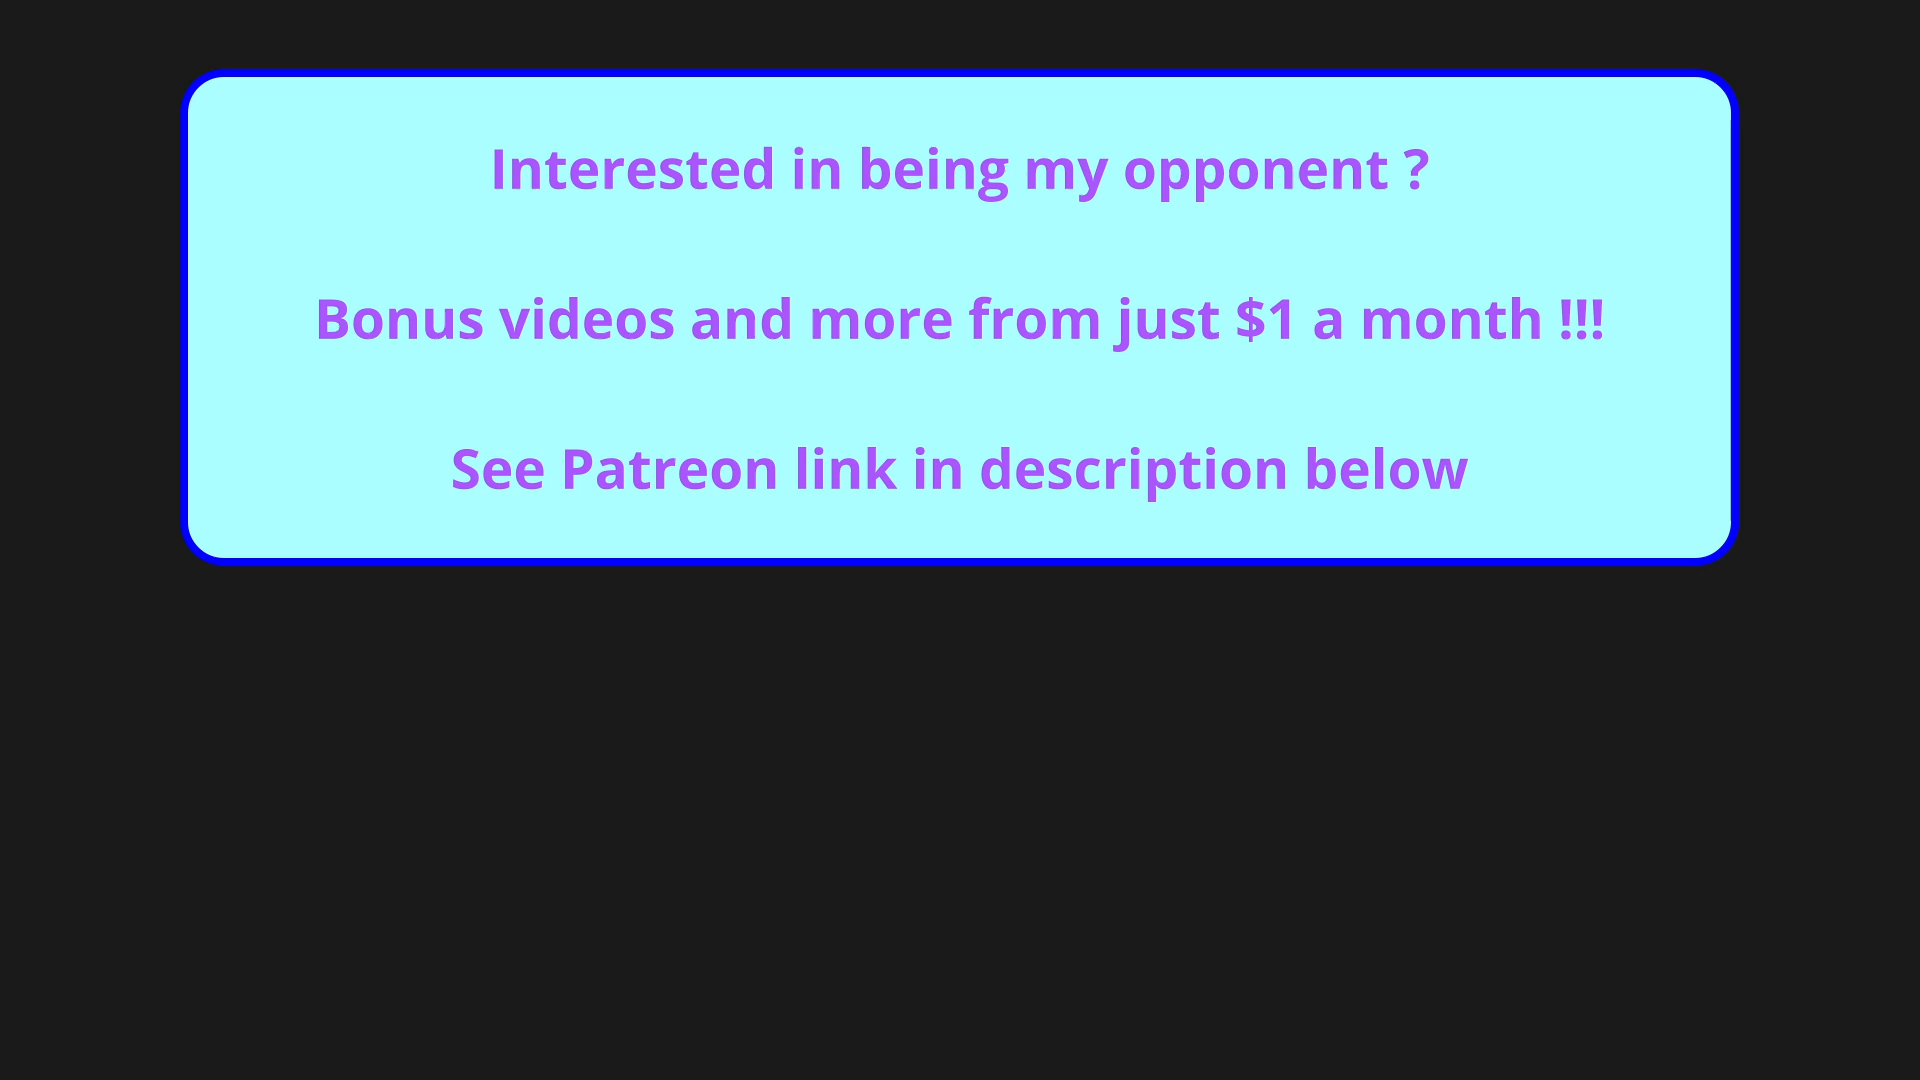 Interested in being my opponent ?
Bonus videos and more from just $1 a month !!!
See Patreon link in description below